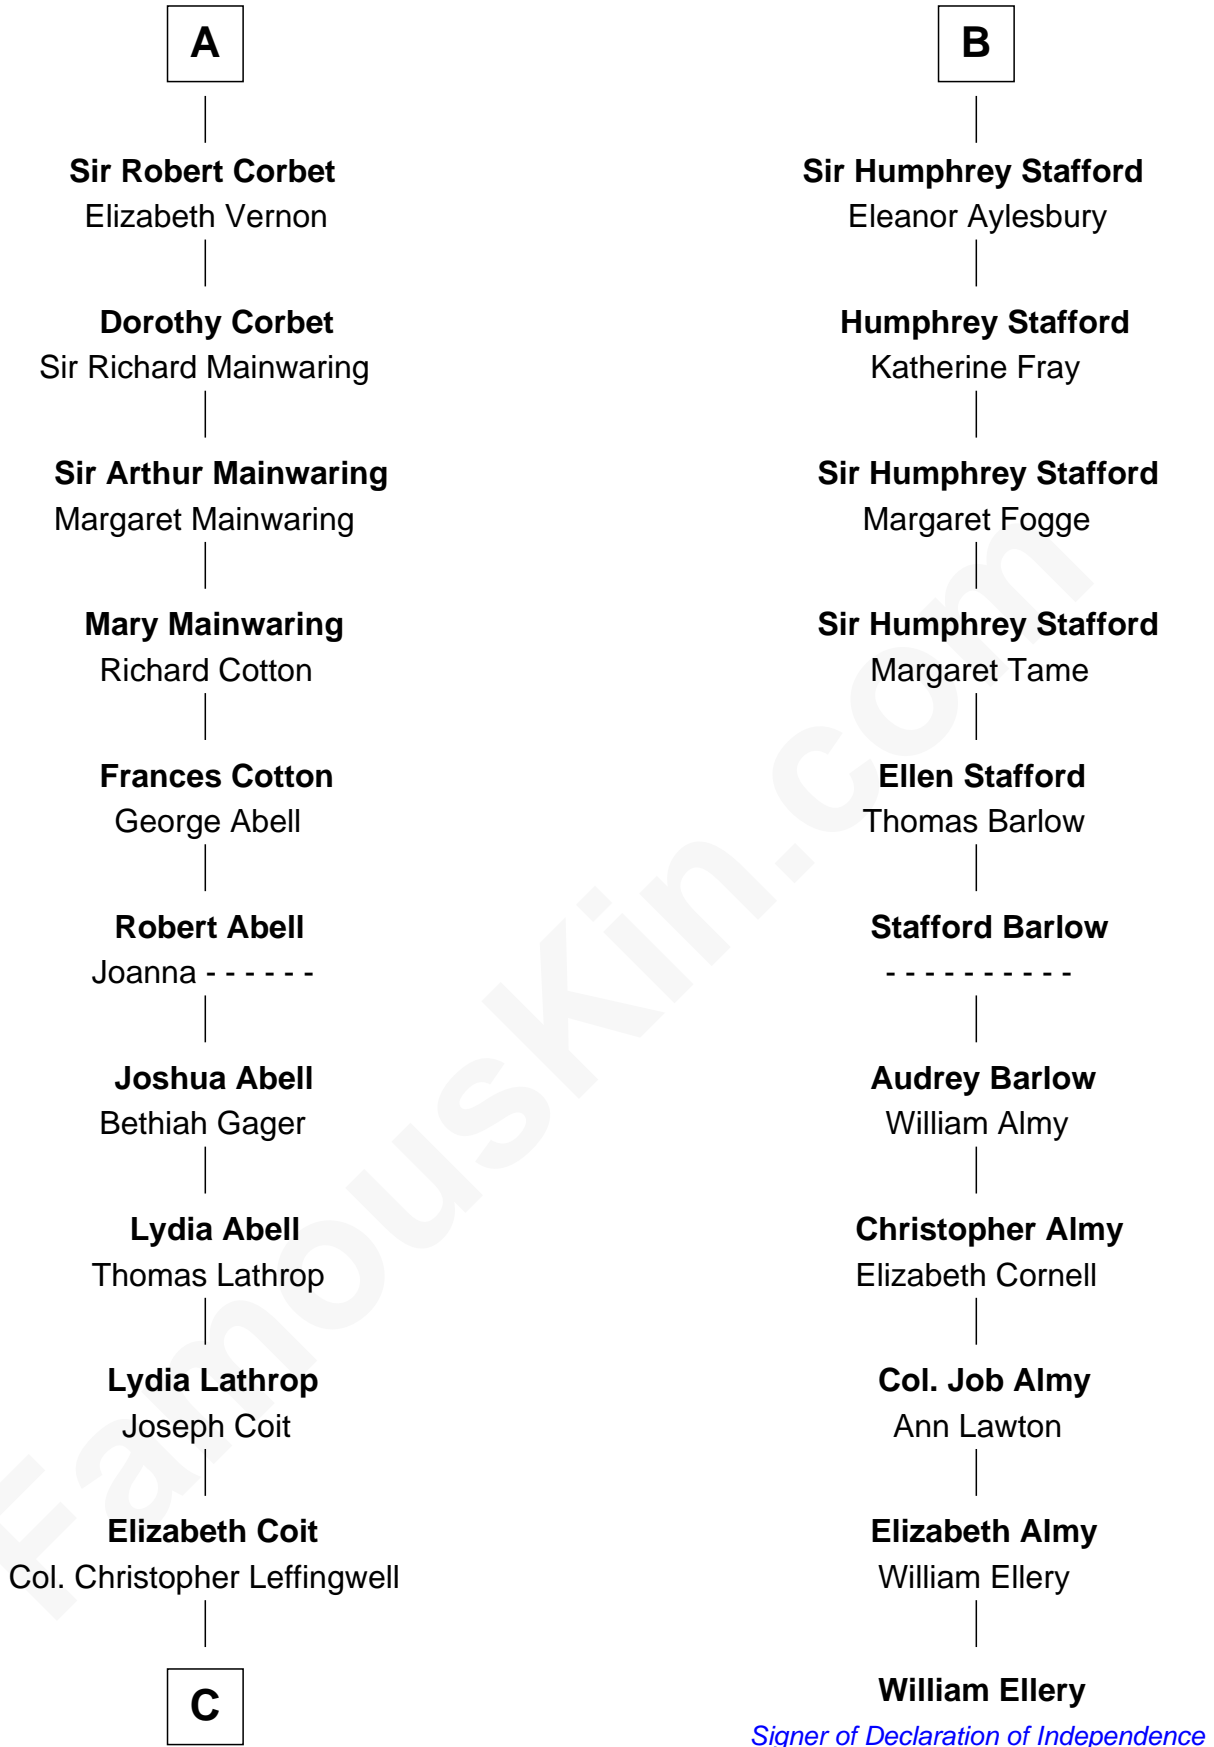 A
Sir Robert Corbet
Elizabeth Vernon
Dorothy Corbet
Sir Richard Mainwaring
Sir Arthur Mainwaring
Margaret Mainwaring
Mary Mainwaring
Richard Cotton
Frances Cotton
George Abell
Robert Abell
Joanna - - - - - -
Joshua Abell
Bethiah Gager
Lydia Abell
Thomas Lathrop
Lydia Lathrop
Joseph Coit
Elizabeth Coit
Col. Christopher Leffingwell
C
B
Sir Humphrey Stafford
Eleanor Aylesbury
Humphrey Stafford
Katherine Fray
Sir Humphrey Stafford
Margaret Fogge
Sir Humphrey Stafford
Margaret Tame
Ellen Stafford
Thomas Barlow
Stafford Barlow
- - - - - - - - - -
Audrey Barlow
William Almy
Christopher Almy
Elizabeth Cornell
Col. Job Almy
Ann Lawton
Elizabeth Almy
William Ellery
William Ellery
Signer of Declaration of Independence
FamousKin.com